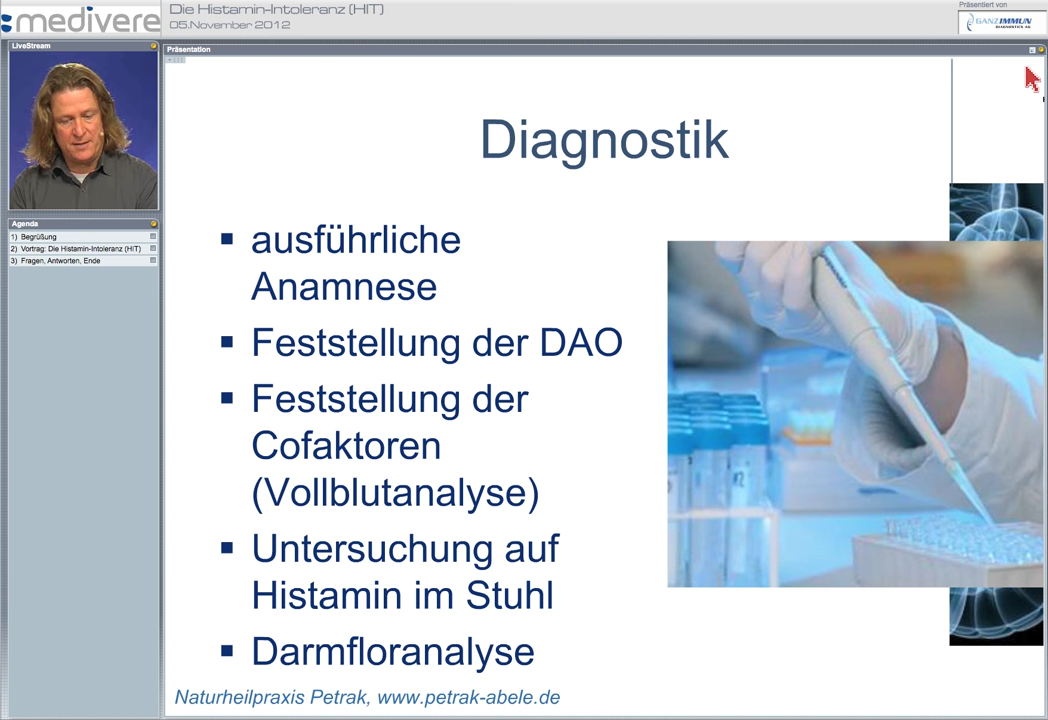 medivere
Die Histamin-Intoleranz (HIT)
05.November 2012
Präsentiert von
GANZIMMUN
DIAGNOSTICS AG
LiveStream
Präsentation
Agenda
1) Begrüßung
2) Vortrag: Die Histamin-Intoleranz (HIT)
3) Fragen, Antworten, Ende
Diagnostik
▪ ausführliche
Anamnese
▪ Feststellung der DAO
▪ Feststellung der
Cofaktoren
(Vollblutanalyse)
▪ Untersuchung auf
Histamin im Stuhl
▪ Darmfloranalyse
Naturheilpraxis Petrak, www.petrak-abele.de